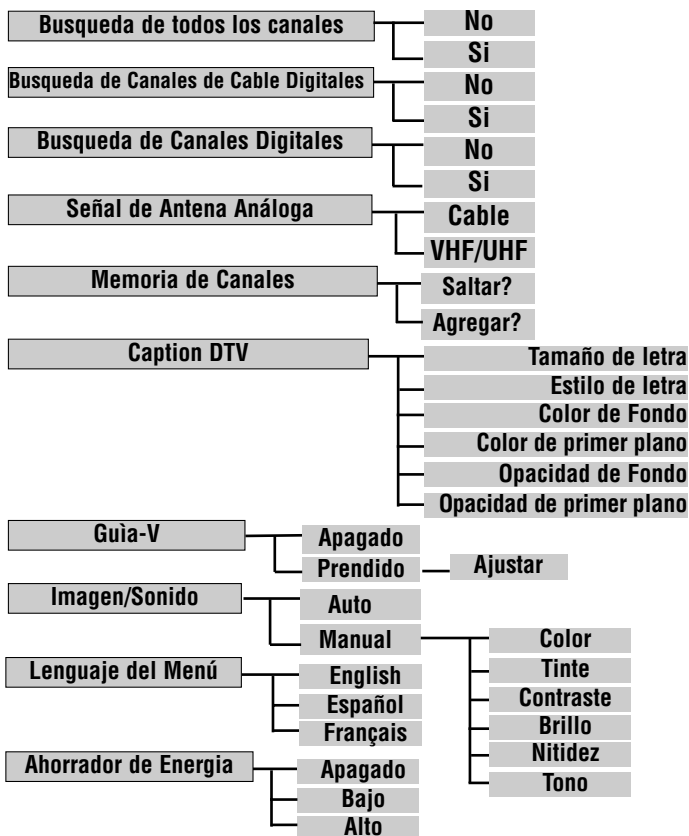 Busqueda de todos los canales
No
Si
Busqueda de Canales de Cable Digitales
No
Si
Busqueda de Canales Digitales
No
Si
Señal de Antena Análoga
Cable
VHF/UHF
Memoria de Canales
Saltar?
Agregar?
Caption DTV
Tamaño de letra
Estilo de letra
Color de Fondo
Color de primer plano
Opacidad de Fondo
Opacidad de primer plano
Guìa-V
Apagado
Prendido
Ajustar
Imagen/Sonido
Auto
Manual
Color
Tinte
Contraste
Brillo
Nitidez
Tono
Lenguaje del Menú
English
Español
Français
Ahorrador de Energia
Apagado
Bajo
Alto